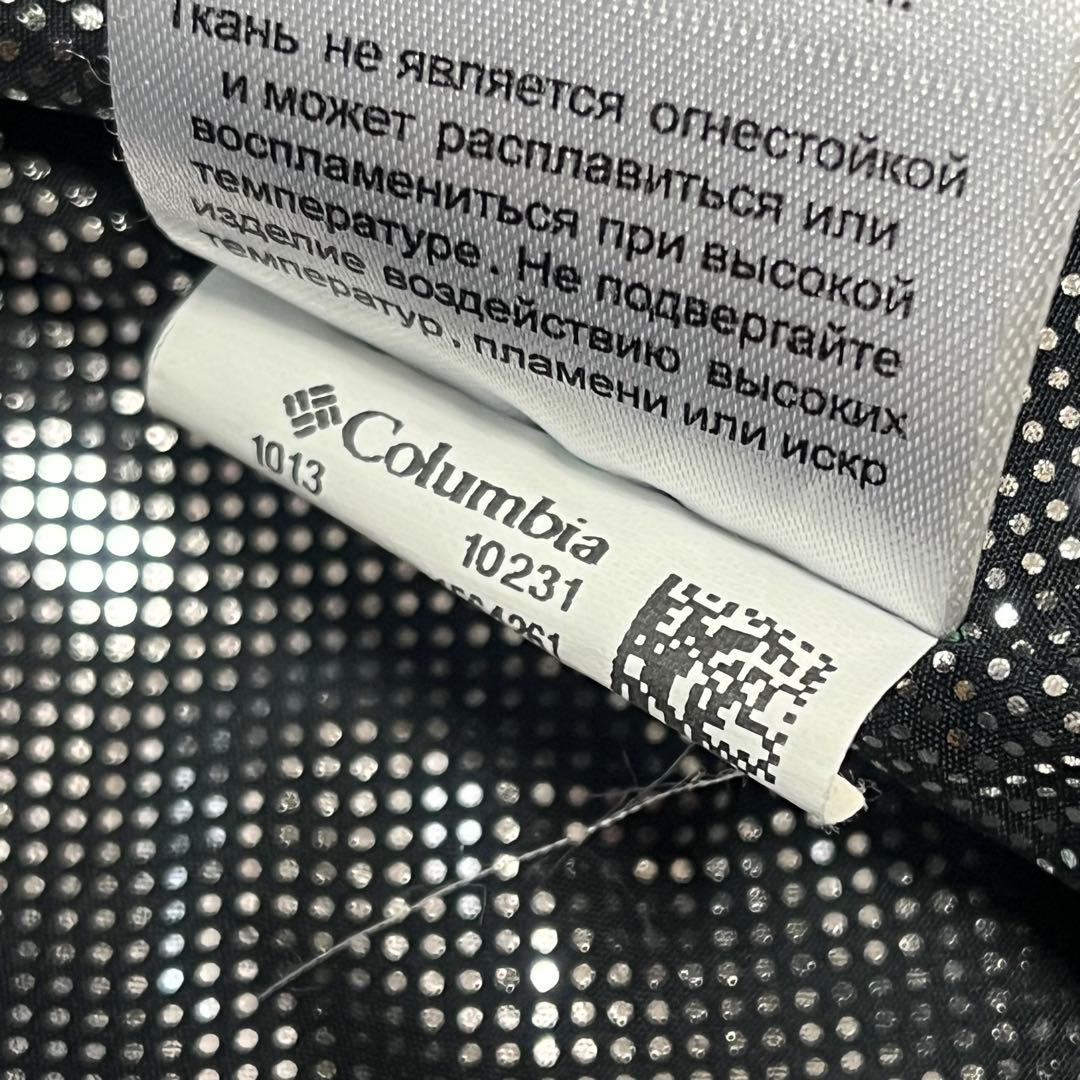 Ткань не является огнестойкой
и может расплавиться или
воспламениться при высокой
температуре. Не подвергайте
изделие воздействию высоких
температур, пламени или искр
Columbia
1013
10231